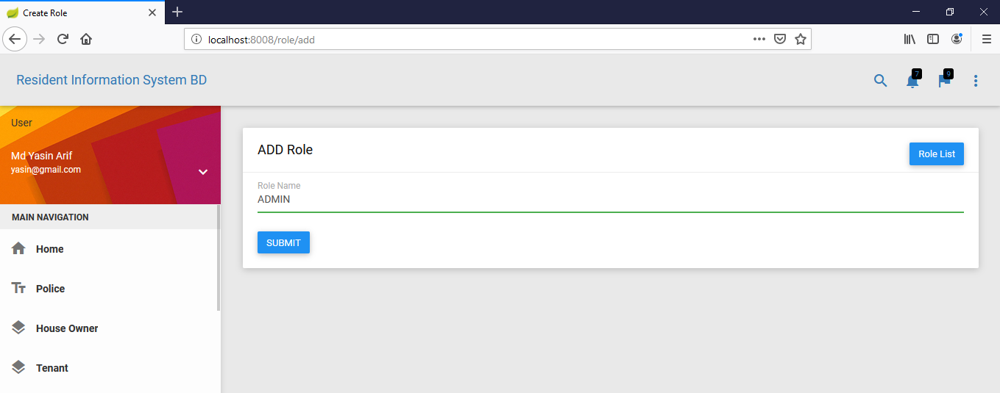 Create Role
localhost:8008/role/add
Resident Information System BD
7
9
User
Md Yasin Arif
yasin@gmail.com
MAIN NAVIGATION
Home
Police
House Owner
Tenant
ADD Role
Role List
Role Name
ADMIN
SUBMIT